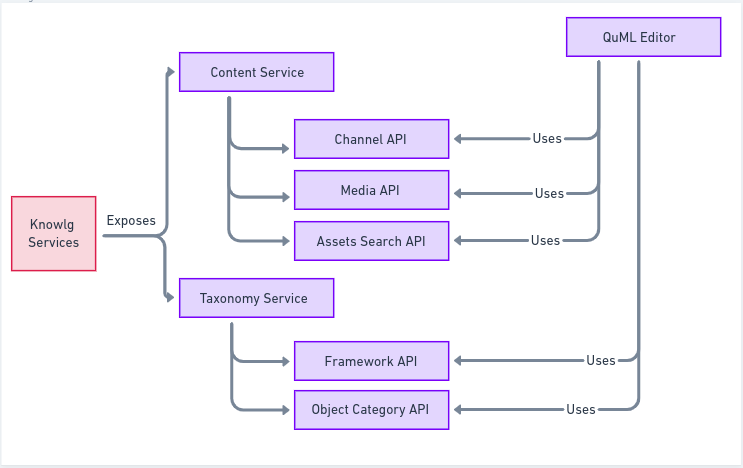 QuML Editor
Content Service
Channel API
Uses
Media API
Uses
Knowlg
Services
Exposes
Assets Search API
Uses
Taxonomy Service
Framework API
Uses
Object Category API
Uses